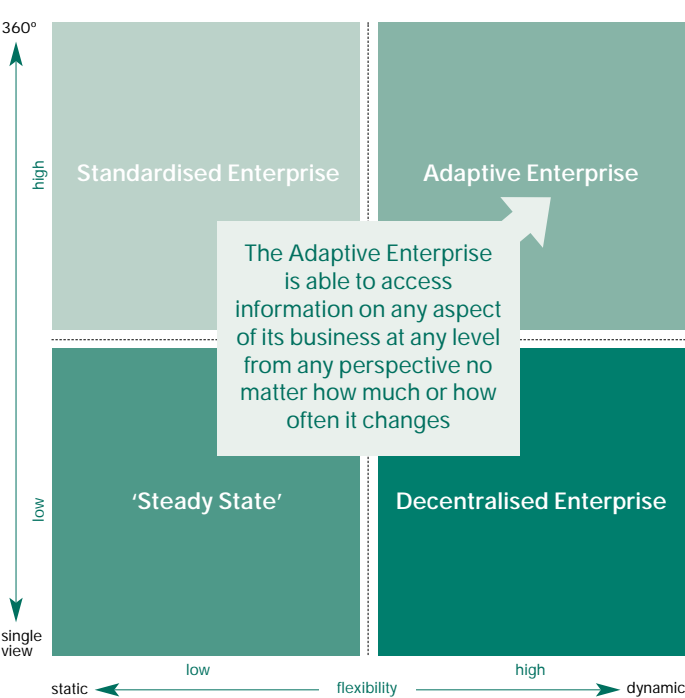 360°
high
Standardised Enterprise
Adaptive Enterprise
The Adaptive Enterprise
is able to access
information on any aspect
of its business at any level
from any perspective no
matter how much or how
often it changes
low
‘Steady State’
Decentralised Enterprise
single
view
low
high
static
flexibility
dynamic